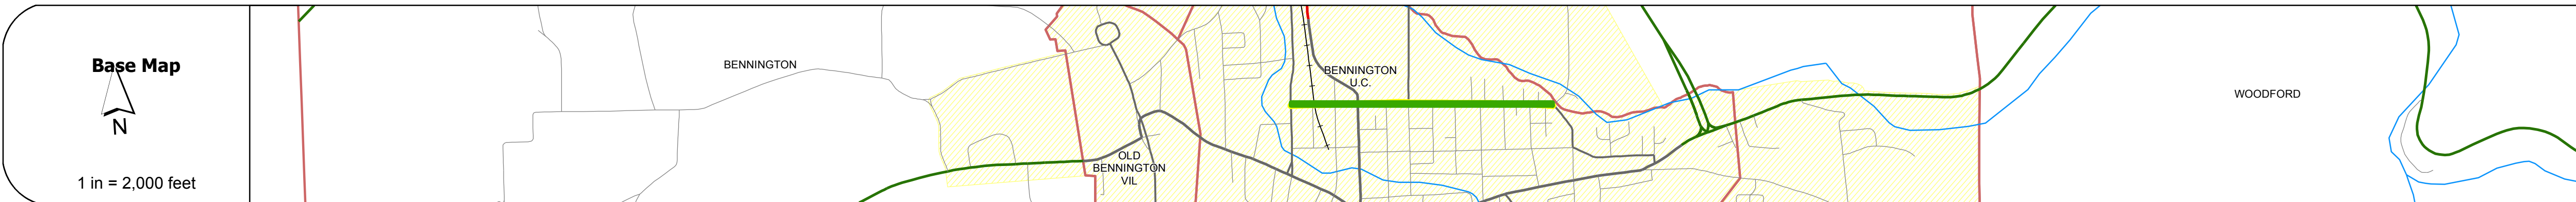 Base Map
N
1 in = 2,000 feet
BENNINGTON
OLD
BENNINGTON
VIL
BENNINGTON
U.C.
WOODFORD